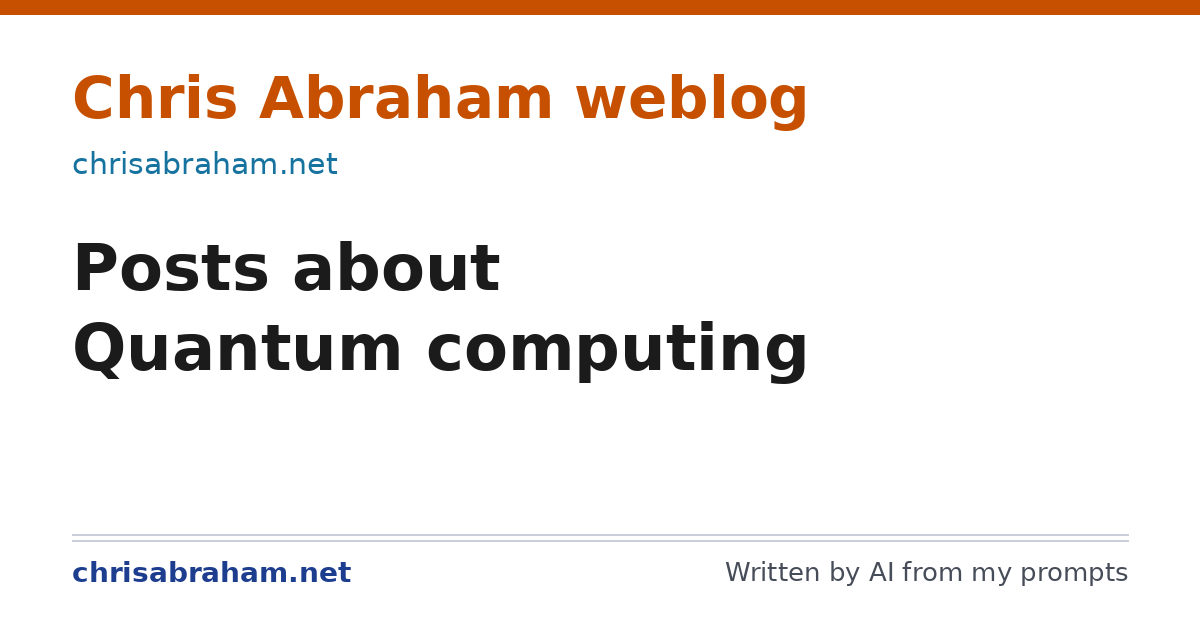 Chris Abraham weblog
chrisabraham.net
Posts about
Quantum computing
chrisabraham.net
Written by AI from my prompts